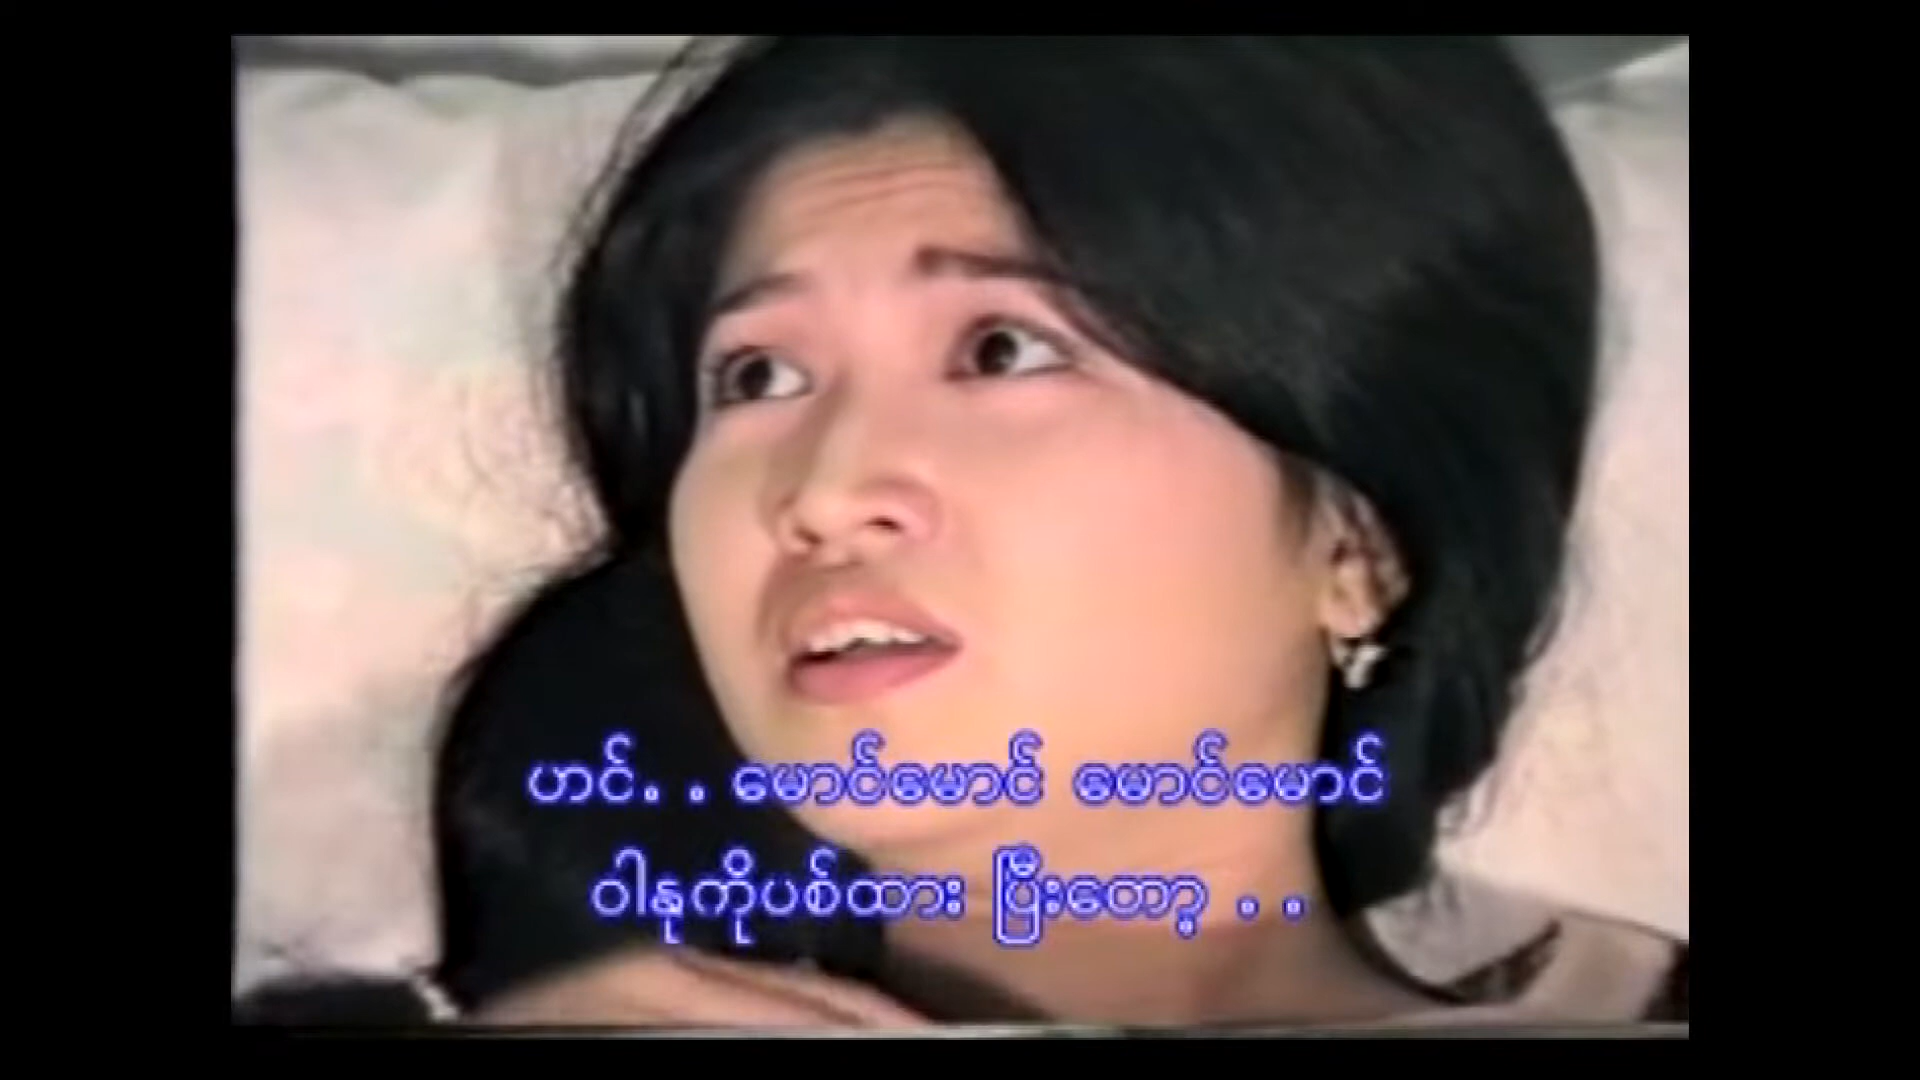 ဟင်. . မောင်မောင် မောင်မောင်
ဝါနုကိုပစ်ထား ပြီးတော့ . .